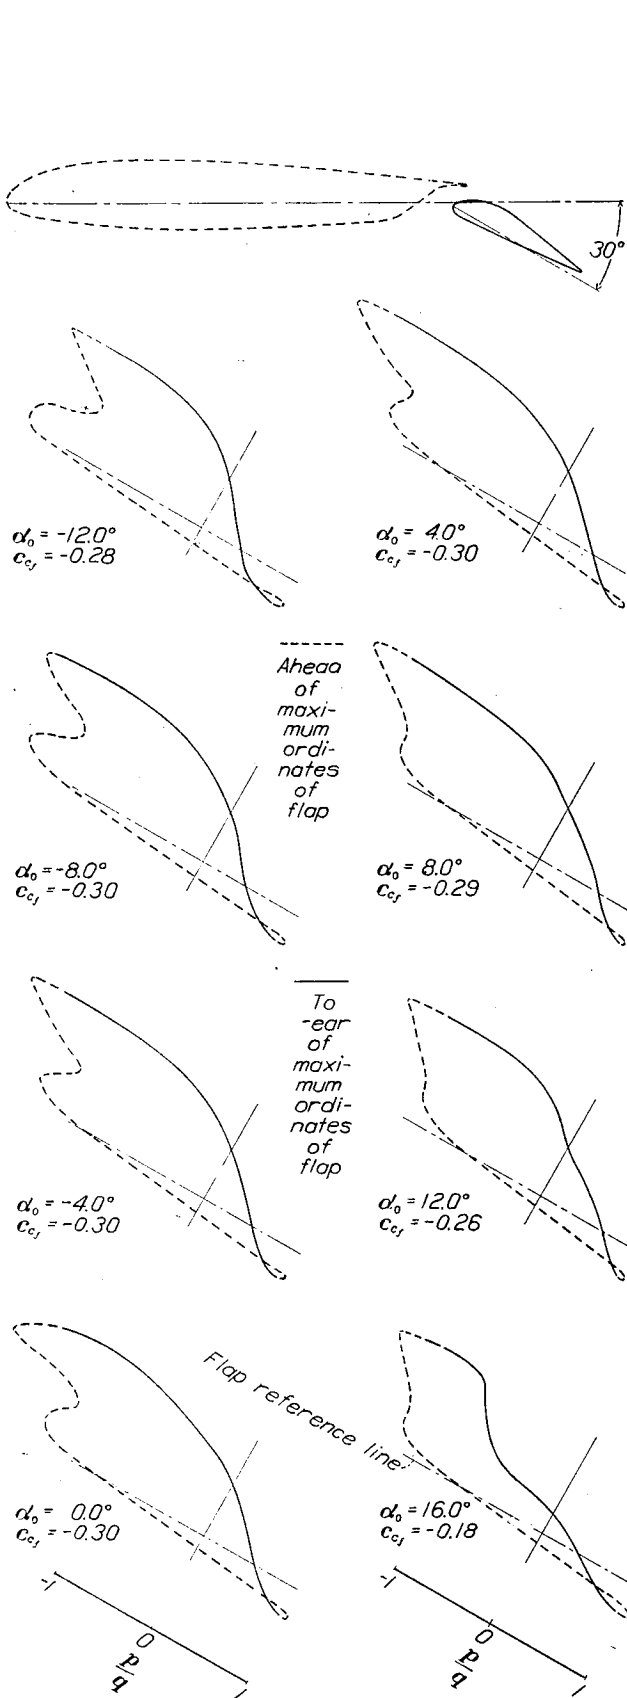 30°
α₀ = -12.0°
c_cf = -0.28
α₀ = 4.0°
c_cf = -0.30
Ahead
of
maxi-
mum
ordi-
nates
of
flap
α₀ = -8.0°
c_cf = -0.30
α₀ = 8.0°
c_cf = -0.29
To
-ear
of
maxi-
mum
ordi-
nates
of
flap
α₀ = -4.0°
c_cf = -0.30
α₀ = 12.0°
c_cf = -0.26
Flap reference line
α₀ = 0.0°
c_cf = -0.30
α₀ = 16.0°
c_cf = -0.18
-1
0
1
p/q
-1
0
1
p/q